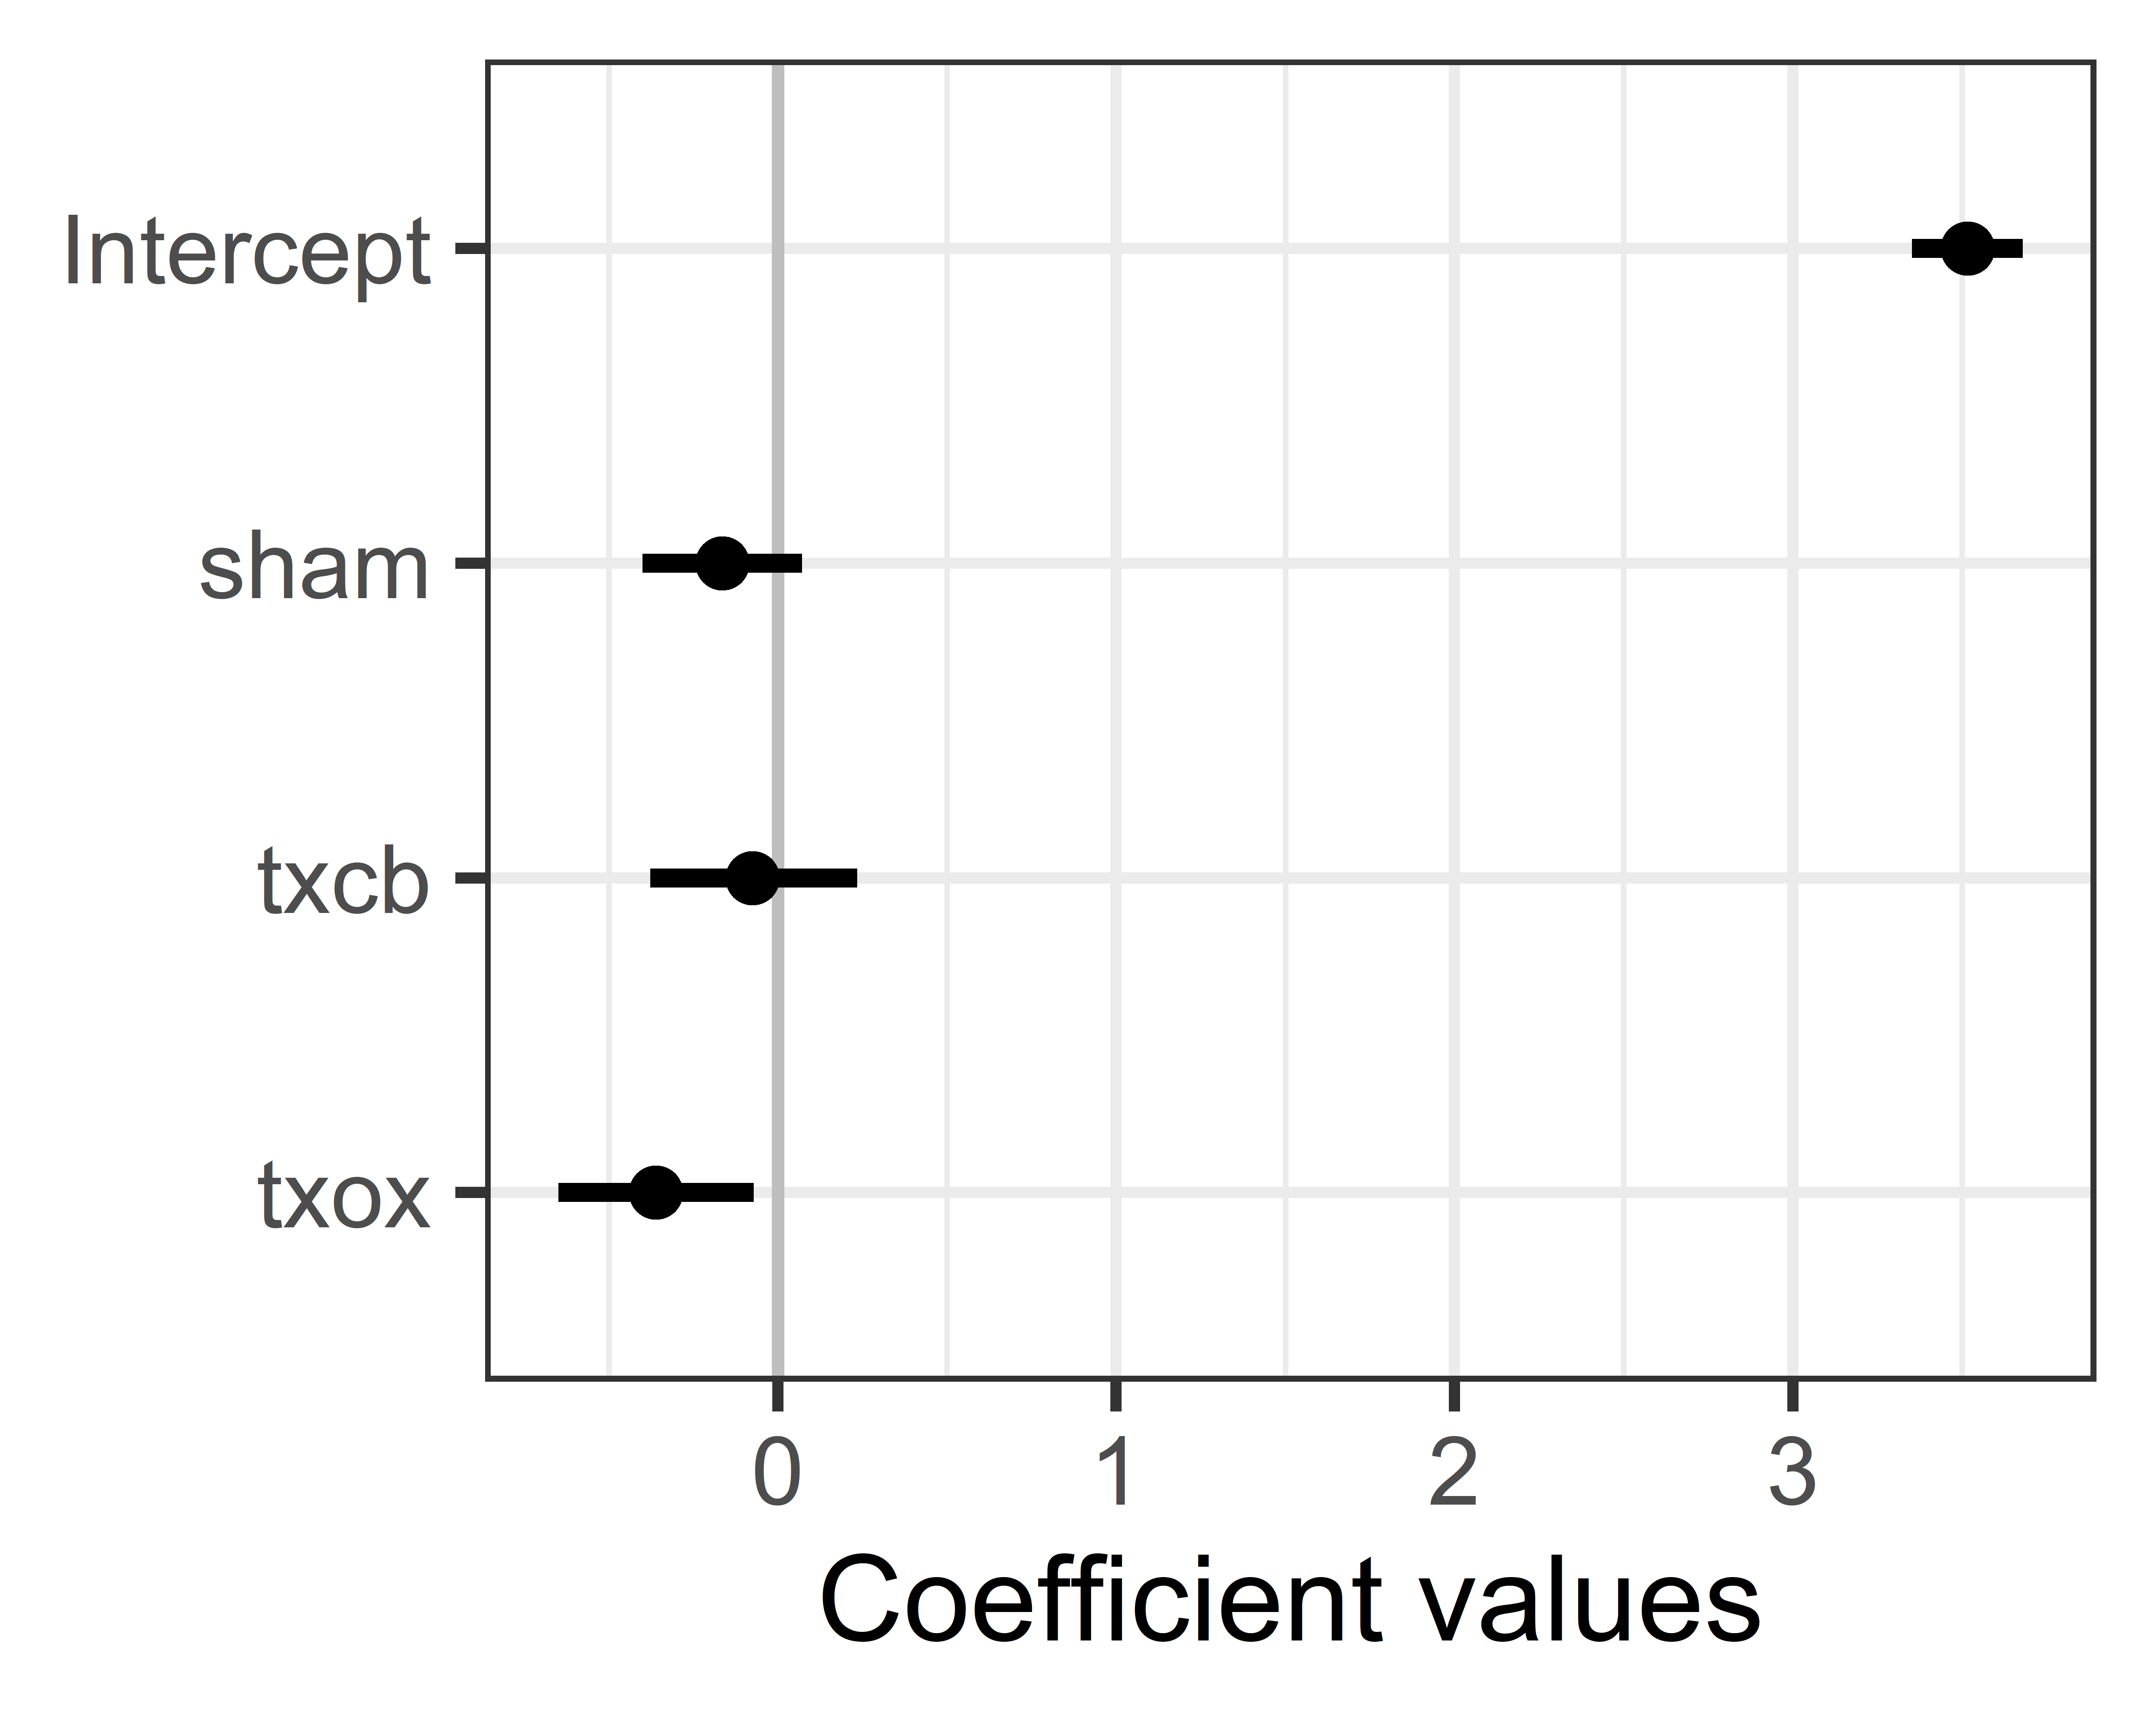 Intercept
sham
txcb
txox
0 1 2 3
Coefficient values